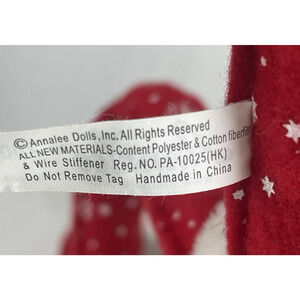 © Annalee Dolls, Inc. All Rights Reserved
ALL NEW MATERIALS-Content Polyester & Cotton fiberfill
& Wire Stiffener Reg. NO. PA-10025(HK)
Do Not Remove Tag Handmade in China